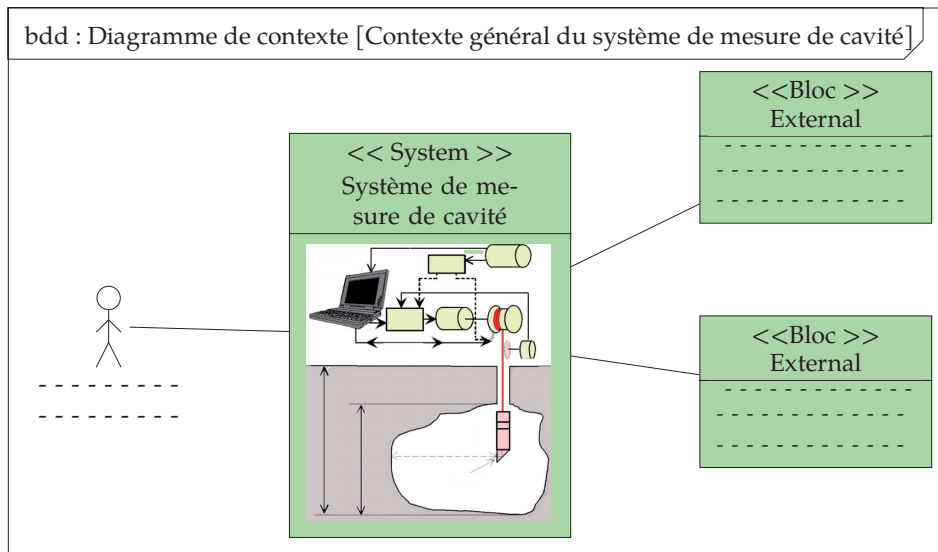 bdd : Diagramme de contexte [Contexte général du système de mesure de cavité]
<< System >>
Système de me-
sure de cavité
<<Bloc >>
External
<<Bloc >>
External